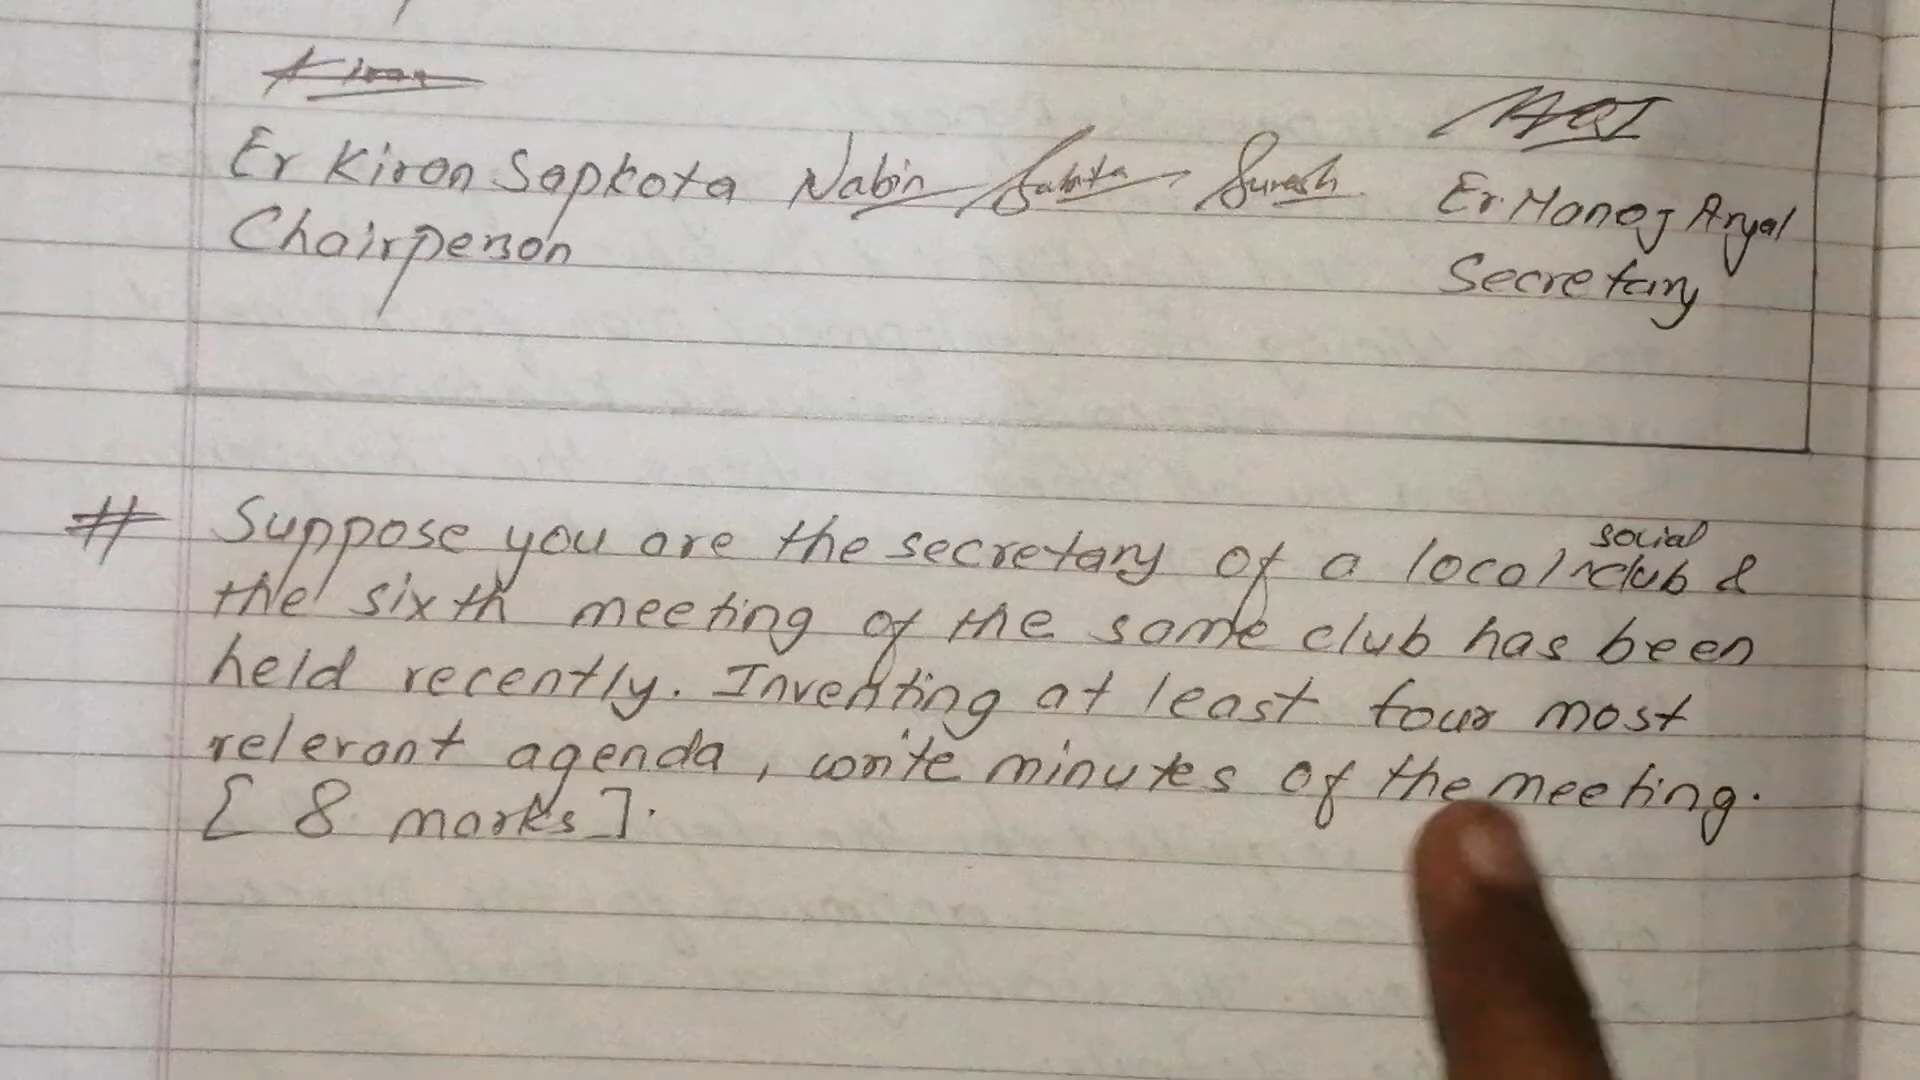 Kiran
Er Kiran Sapkota Nabin Sabita Suresh Er. Manoj Aryal
Chairperson Secretary
# Suppose you are the secretary of a local social club &
the sixth meeting of the same club has been
held recently. Inventing at least four most
relevant agenda, write minutes of the meeting.
[ 8 marks ].